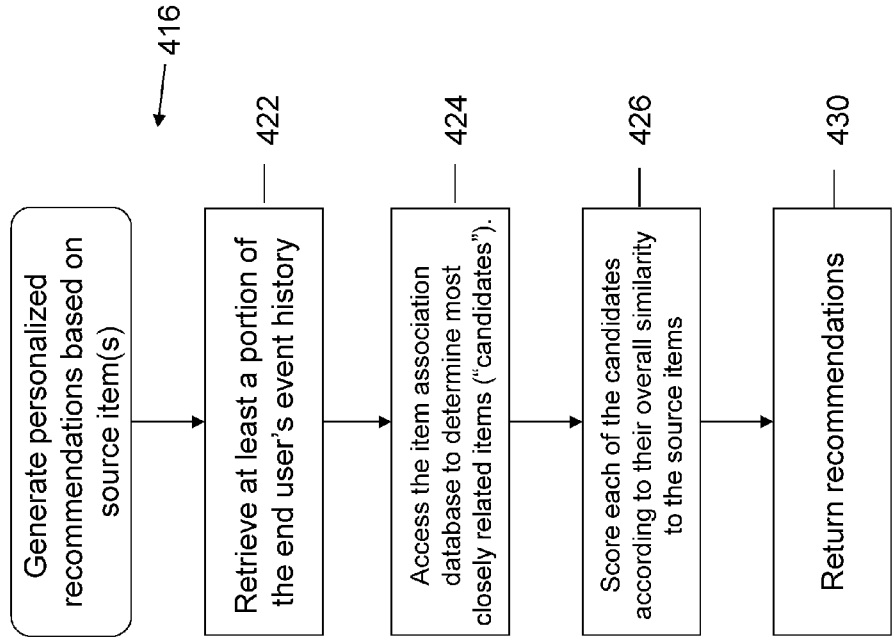 Generate personalized
recommendations based on
source item(s)
416
Retrieve at least a portion of
the end user's event history
422
Access the item association
database to determine most
closely related items (“candidates”).
424
Score each of the candidates
according to their overall similarity
to the source items
426
Return recommendations
430